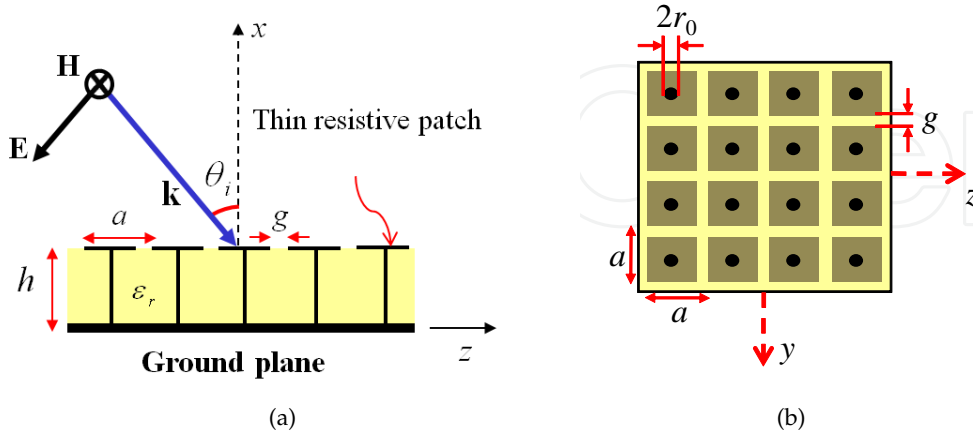 x
H
2r₀
Thin resistive patch
E
θᵢ
k
g
z
a
g
h
εᵣ
a
a
z
Ground plane
y
(a)
(b)